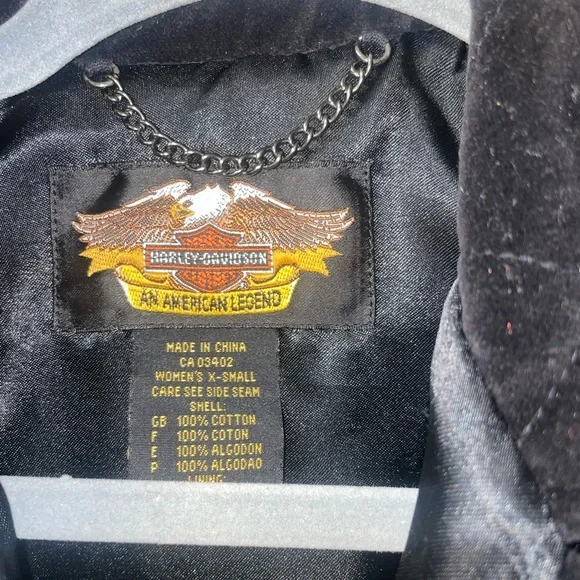 HARLEY-DAVIDSON
AN AMERICAN LEGEND
MADE IN CHINA
CA 03402
WOMEN'S X-SMALL
CARE SEE SIDE SEAM
SHELL:
GB 100% COTTON
F 100% COTON
E 100% ALGODON
P 100% ALGODAO
LINING: